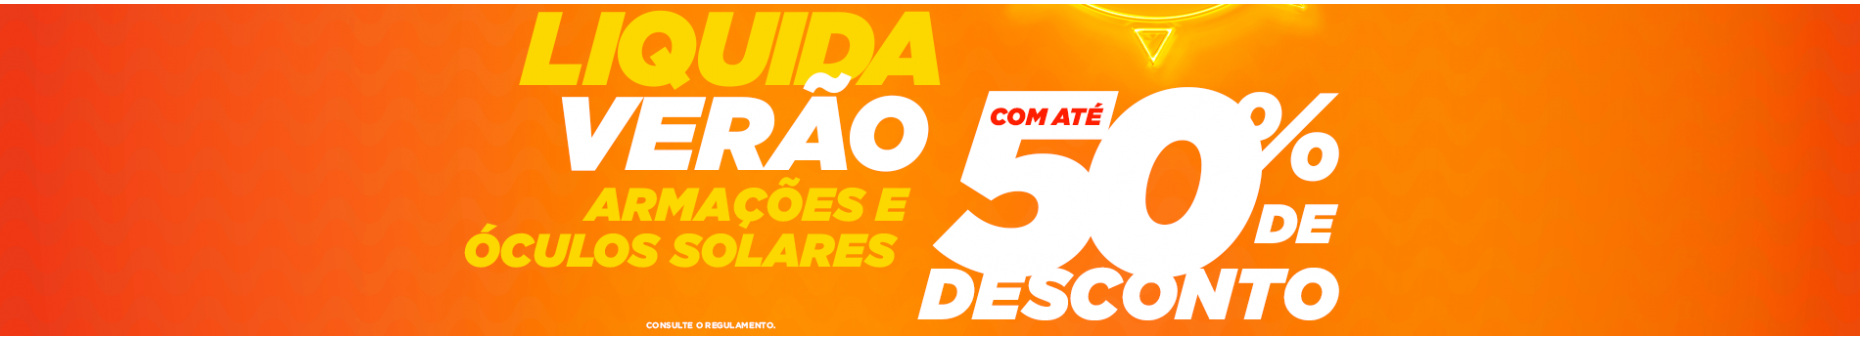 LIQUIDA
VERÃO
ARMAÇÕES E
ÓCULOS SOLARES
COM ATÉ
50%
DE
DESCONTO
CONSULTE O REGULAMENTO.